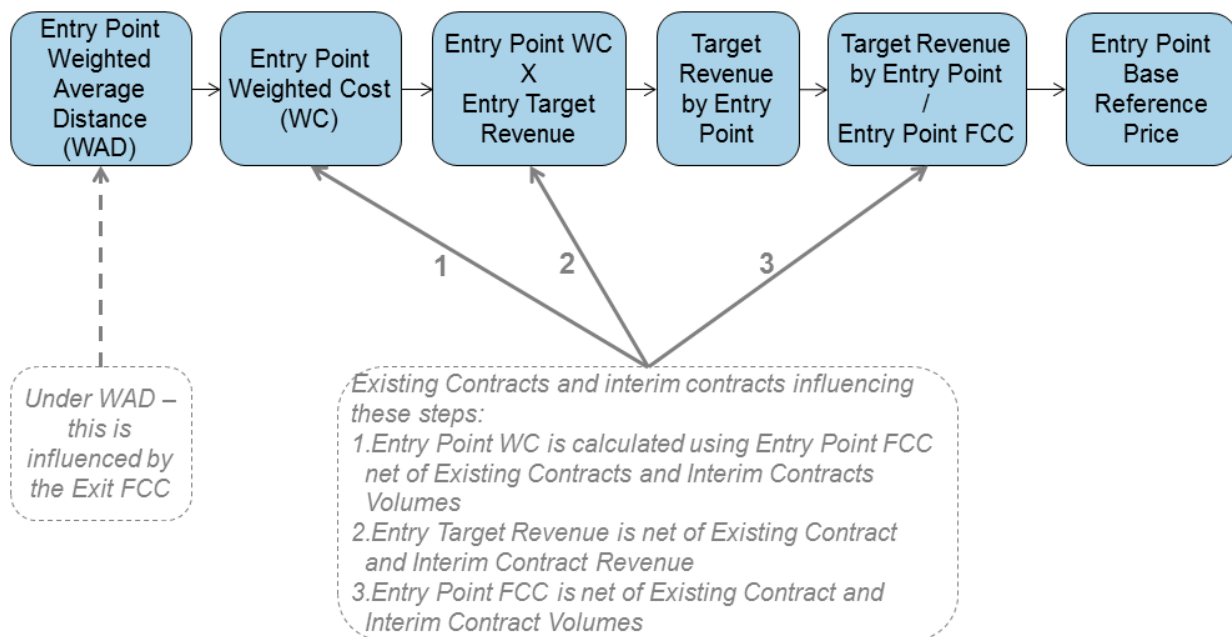 Entry Point
Weighted
Average
Distance
(WAD)
Entry Point
Weighted Cost
(WC)
Entry Point WC
X
Entry Target
Revenue
Target
Revenue
by Entry
Point
Target Revenue
by Entry Point
/
Entry Point FCC
Entry Point
Base
Reference
Price
1
2
3
Under WAD –
this is
influenced by
the Exit FCC
Existing Contracts and interim contracts influencing
these steps:
1.Entry Point WC is calculated using Entry Point FCC
net of Existing Contracts and Interim Contracts
Volumes
2.Entry Target Revenue is net of Existing Contract
and Interim Contract Revenue
3.Entry Point FCC is net of Existing Contract and
Interim Contract Volumes